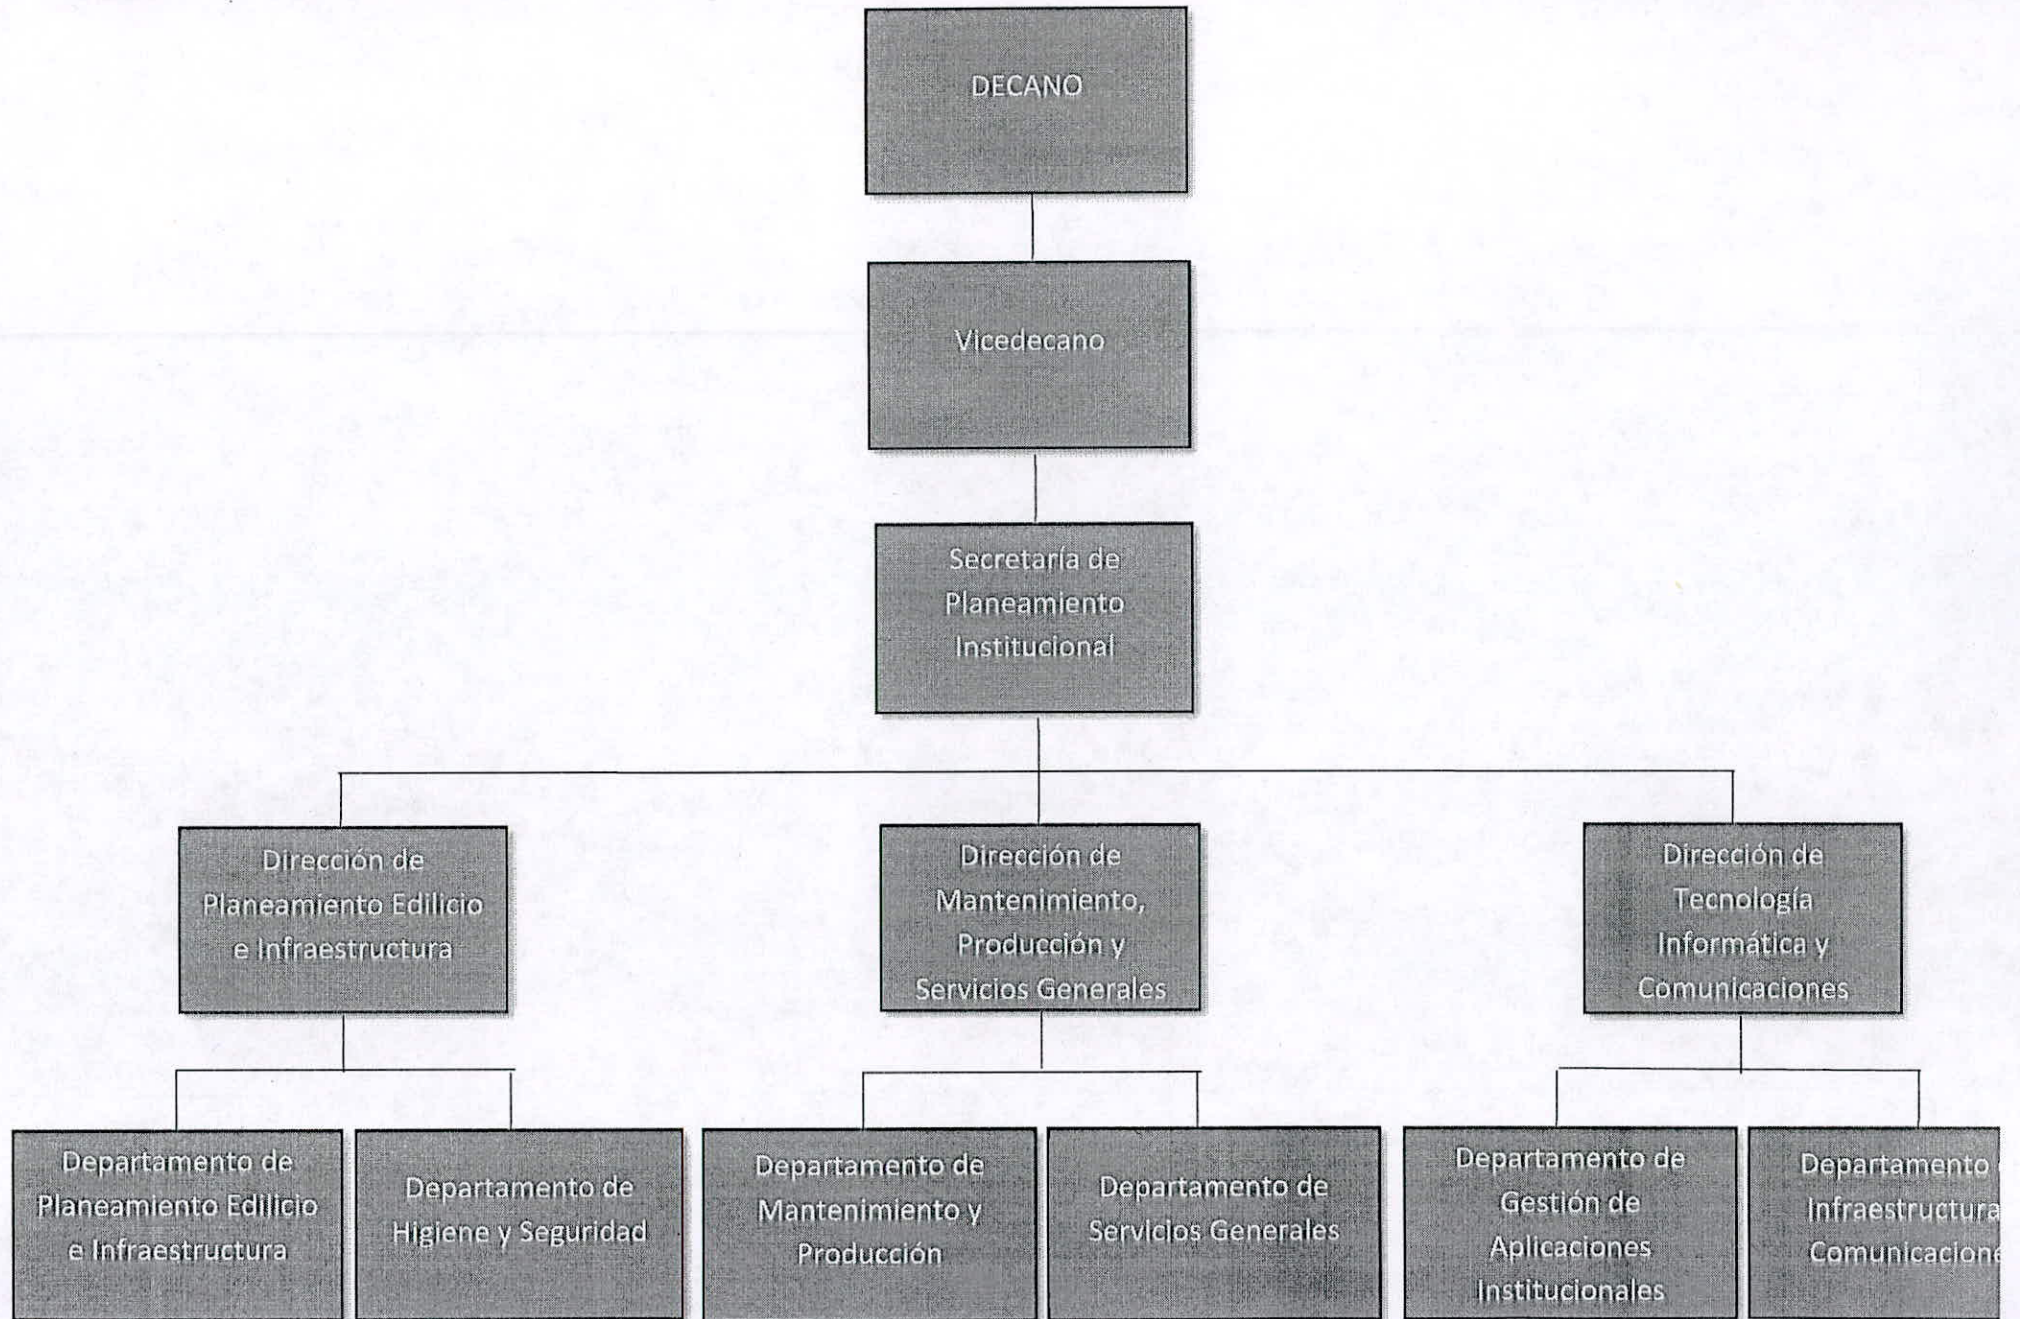 DECANO
Vicedecano
Secretaría de
Planeamiento
Institucional
Dirección de
Planeamiento Edilicio
e Infraestructura
Dirección de
Mantenimiento,
Producción y
Servicios Generales
Dirección de
Tecnología
Informática y
Comunicaciones
Departamento de
Planeamiento Edilicio
e Infraestructura
Departamento de
Higiene y Seguridad
Departamento de
Mantenimiento y
Producción
Departamento de
Servicios Generales
Departamento de
Gestión de
Aplicaciones
Institucionales
Departamento
Infraestructura
Comunicacione